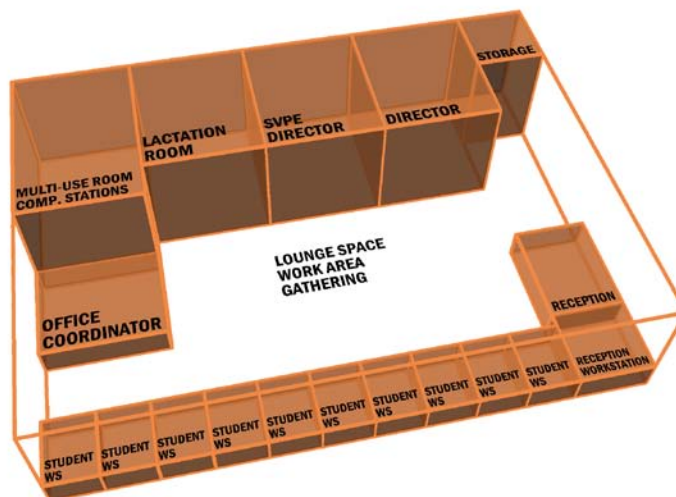 STORAGE
DIRECTOR
SVPE
DIRECTOR
LACTATION
ROOM
MULTI-USE ROOM
COMP. STATIONS
LOUNGE SPACE
WORK AREA
GATHERING
OFFICE
COORDINATOR
RECEPTION
RECEPTION
WORKSTATION
STUDENT
WS
STUDENT
WS
STUDENT
WS
STUDENT
WS
STUDENT
WS
STUDENT
WS
STUDENT
WS
STUDENT
WS
STUDENT
WS
STUDENT
WS